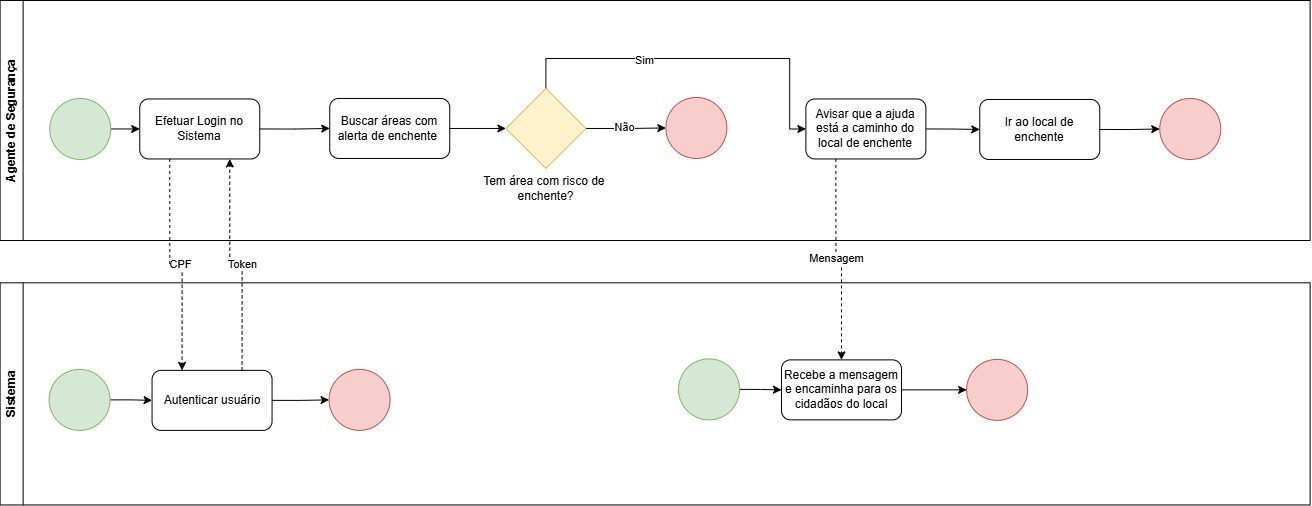 Agente de Segurança
Efetuar Login no
Sistema
Buscar áreas com
alerta de enchente
Tem área com risco de
enchente?
Sim
Não
Avisar que a ajuda
está a caminho do
local de enchente
Ir ao local de
enchente
CPF
Token
Mensagem
Sistema
Autenticar usuário
Recebe a mensagem
e encaminha para os
cidadãos do local